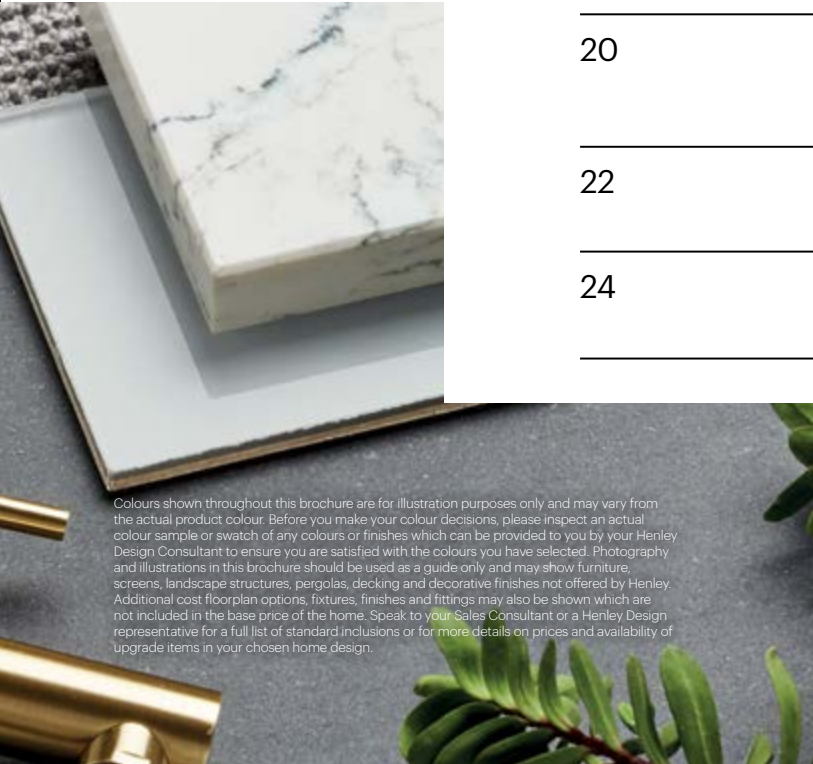 20
22
24
Colours shown throughout this brochure are for illustration purposes only and may vary from
the actual product colour. Before you make your colour decisions, please inspect an actual
colour sample or swatch of any colours or finishes which can be provided to you by your Henley
Design Consultant to ensure you are satisfied with the colours you have selected. Photography
and illustrations in this brochure should be used as a guide only and may show furniture,
screens, landscape structures, pergolas, decking and decorative finishes not offered by Henley.
Additional cost floorplan options, fixtures, finishes and fittings may also be shown which are
not included in the base price of the home. Speak to your Sales Consultant or a Henley Design
representative for a full list of standard inclusions or for more details on prices and availability of
upgrade items in your chosen home design.